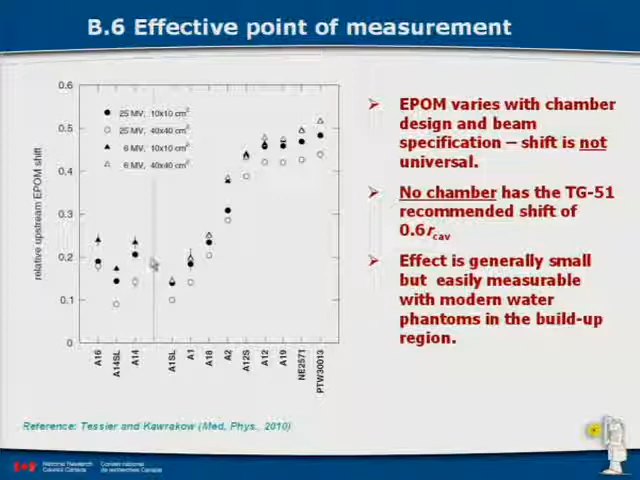 B.6 Effective point of measurement
0.6
0.5
0.4
0.3
0.2
0.1
0
relative upstream EPOM shift
25 MV, 10x10 cm²
25 MV, 40x40 cm²
6 MV, 10x10 cm²
6 MV, 40x40 cm²
A16
A14SL
A14
A1SL
A1
A18
A2
A12S
A12
A19
NE2571
PTW30013
➢ EPOM varies with chamber
design and beam
specification – shift is not
universal.
➢ No chamber has the TG-51
recommended shift of
0.6rcav
➢ Effect is generally small
but easily measurable
with modern water
phantoms in the build-up
region.
Reference: Tessier and Kawrakow (Med, Phys., 2010)
National Research Council Canada
Conseil national de recherches Canada